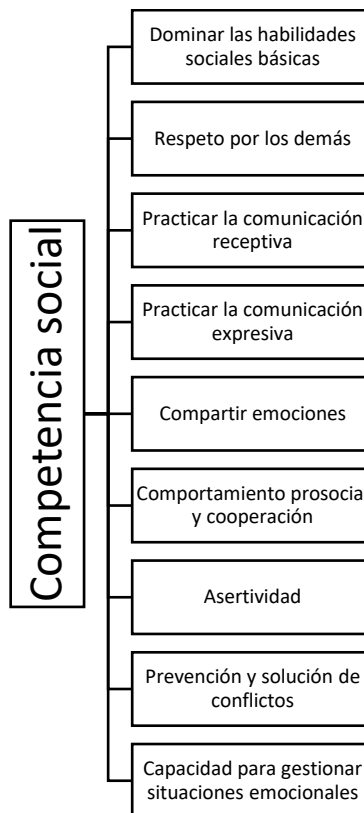 Competencia social
Dominar las habilidades
sociales básicas
Respeto por los demás
Practicar la comunicación
receptiva
Practicar la comunicación
expresiva
Compartir emociones
Comportamiento prosocia
y cooperación
Asertividad
Prevención y solución de
conflictos
Capacidad para gestionar
situaciones emocionales